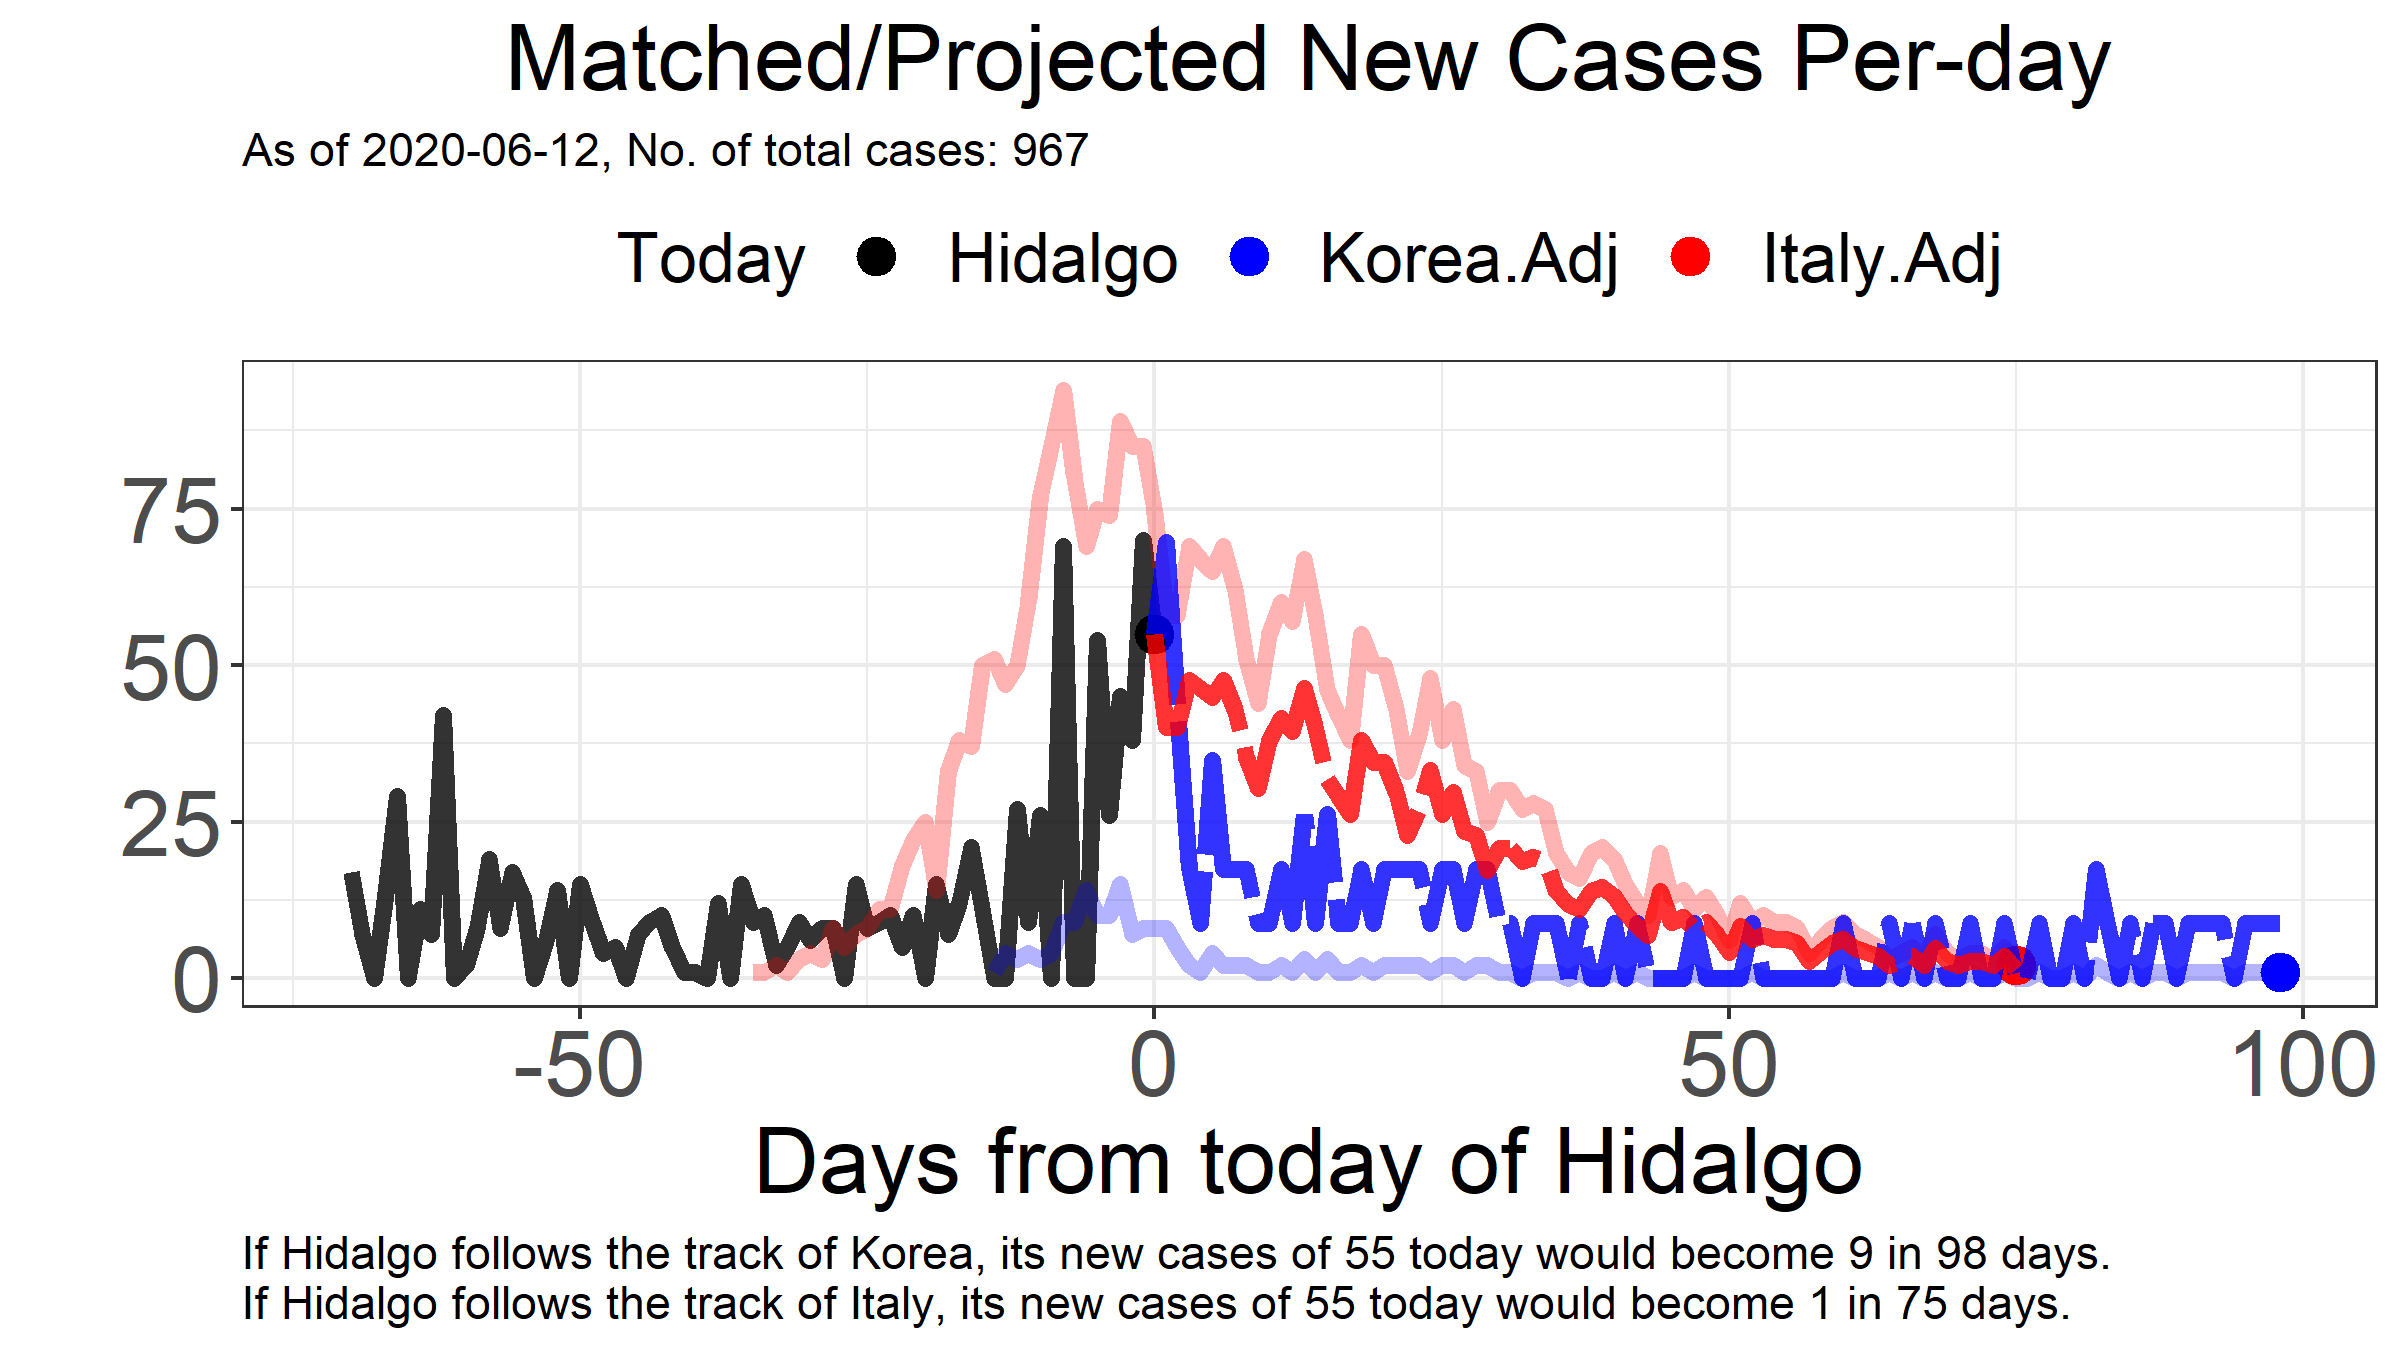 Matched/Projected New Cases Per-day
As of 2020-06-12, No. of total cases: 967
Today Hidalgo Korea.Adj Italy.Adj
75
50
25
0
-50 0 50 100
Days from today of Hidalgo
If Hidalgo follows the track of Korea, its new cases of 55 today would become 9 in 98 days.
If Hidalgo follows the track of Italy, its new cases of 55 today would become 1 in 75 days.